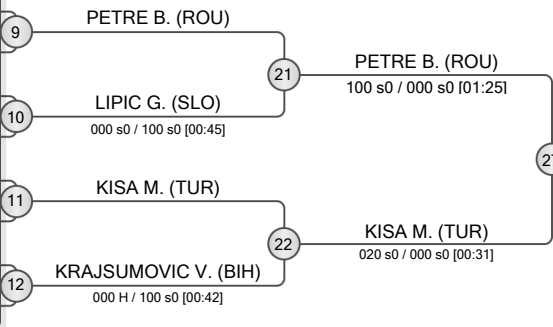 9
PETRE B. (ROU)
21
PETRE B. (ROU)
100 s0 / 000 s0 [01:25]
10
LIPIC G. (SLO)
000 s0 / 100 s0 [00:45]
27
11
KISA M. (TUR)
22
KISA M. (TUR)
020 s0 / 000 s0 [00:31]
12
KRAJSUMOVIC V. (BIH)
000 H / 100 s0 [00:42]